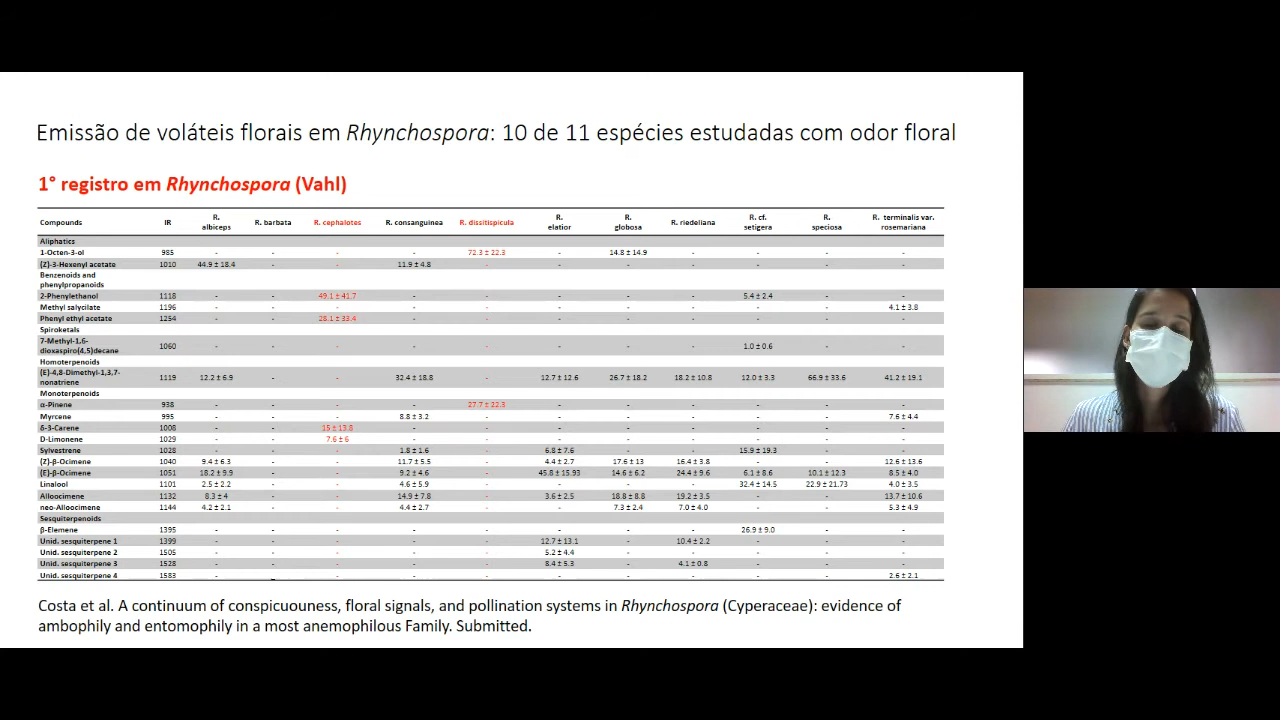 Emissão de voláteis florais em Rhynchospora: 10 de 11 espécies estudadas com odor floral
1° registro em Rhynchospora (Vahl)
Compounds IR R. albiceps R. barbata R. cephalotes R. consanguinea R. dissitispicula R. elatior R. globosa R. riedeliana R. cf. setigera R. speciosa R. terminalis var. rosemariana
Aliphatics
1-Octen-3-ol 985 - - - - 72.3 ± 22.3 - 14.8 ± 14.9 - - - -
(Z)-3-Hexenyl acetate 1010 44.9 ± 18.4 - - 11.9 ± 4.8 - - - - - - -
Benzenoids and
phenylpropanoids
2-Phenylethanol 1118 - - 49.1 ± 41.7 - - - - - 5.4 ± 2.4 - -
Methyl salycilate 1196 - - - - - - - - - - 4.1 ± 3.8
Phenyl ethyl acetate 1254 - - 28.1 ± 33.4 - - - - - - - -
Spiroketals
7-Methyl-1,6-
dioxaspiro(4,5)decane 1060 - - - - - - - - 1.0 ± 0.6 - -
Homoterpenoids
(E)-4,8-Dimethyl-1,3,7-
nonatriene 1119 12.2 ± 6.9 - - 32.4 ± 18.8 - 12.7 ± 12.6 26.7 ± 18.2 18.2 ± 10.8 12.0 ± 3.3 66.9 ± 33.6 41.2 ± 19.1
Monoterpenoids
α-Pinene 938 - - - - 27.7 ± 22.3 - - - - - -
Myrcene 995 - - - 8.8 ± 3.2 - - - - - - 7.6 ± 4.4
δ-3-Carene 1008 - - 15 ± 13.8 - - - - - - - -
D-Limonene 1029 - - 7.6 ± 6 - - - - - - - -
Sylvestrene 1028 - - - 1.8 ± 1.6 - 6.8 ± 7.6 - - 15.9 ± 19.3 - -
(Z)-β-Ocimene 1040 9.4 ± 6.3 - - 11.7 ± 5.5 - 4.4 ± 2.7 17.6 ± 13 16.4 ± 3.8 - - 12.6 ± 13.6
(E)-β-Ocimene 1051 18.2 ± 9.9 - - 9.2 ± 4.6 - 45.8 ± 15.93 14.6 ± 6.2 24.4 ± 9.6 6.1 ± 8.6 10.1 ± 12.3 8.5 ± 4.0
Linalool 1101 2.5 ± 2.2 - - 4.6 ± 5.9 - - - - 32.4 ± 14.5 22.9 ± 21.73 4.0 ± 3.5
Alloocimene 1132 8.3 ± 4 - - 14.9 ± 7.8 - 3.6 ± 2.5 18.8 ± 8.8 19.2 ± 3.5 - - 13.7 ± 10.6
neo-Alloocimene 1144 4.2 ± 2.1 - - 4.4 ± 2.7 - - 7.3 ± 2.4 7.0 ± 4.0 - - 5.3 ± 4.9
Sesquiterpenoids
β-Elemene 1395 - - - - - - - - 26.9 ± 9.0 - -
Unid. sesquiterpene 1 1399 - - - - - 12.7 ± 13.1 - 10.4 ± 2.2 - - -
Unid. sesquiterpene 2 1505 - - - - - 5.2 ± 4.4 - - - - -
Unid. sesquiterpene 3 1528 - - - - - 8.4 ± 5.3 - 4.1 ± 0.8 - - -
Unid. sesquiterpene 4 1583 - - - - - - - - - - 2.6 ± 2.1
Costa et al. A continuum of conspicuouness, floral signals, and pollination systems in Rhynchospora (Cyperaceae): evidence of
ambophily and entomophily in a most anemophilous Family. Submitted.